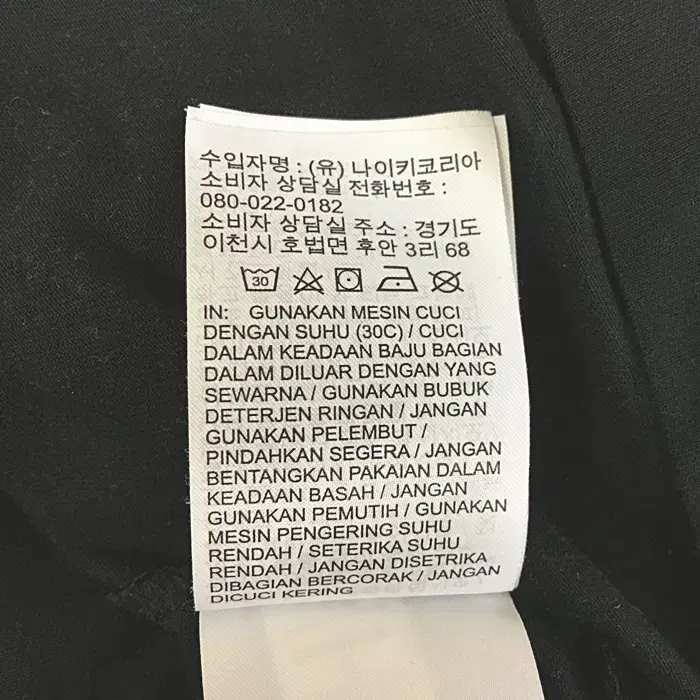 수입자명 : (유) 나이키코리아
소비자 상담실 전화번호 :
080-022-0182
소비자 상담실 주소 : 경기도
이천시 호법면 후안 3리 68
30
IN: GUNAKAN MESIN CUCI
DENGAN SUHU (30C) / CUCI
DALAM KEADAAN BAJU BAGIAN
DALAM DILUAR DENGAN YANG
SEWARNA / GUNAKAN BUBUK
DETERJEN RINGAN / JANGAN
GUNAKAN PELEMBUT /
PINDAHKAN SEGERA / JANGAN
BENTANGKAN PAKAIAN DALAM
KEADAAN BASAH / JANGAN
GUNAKAN PEMUTIH / GUNAKAN
MESIN PENGERING SUHU
RENDAH / SETERIKA SUHU
RENDAH / JANGAN DISETRIKA
DIBAGIAN BERCORAK / JANGAN
DICUCI KERING